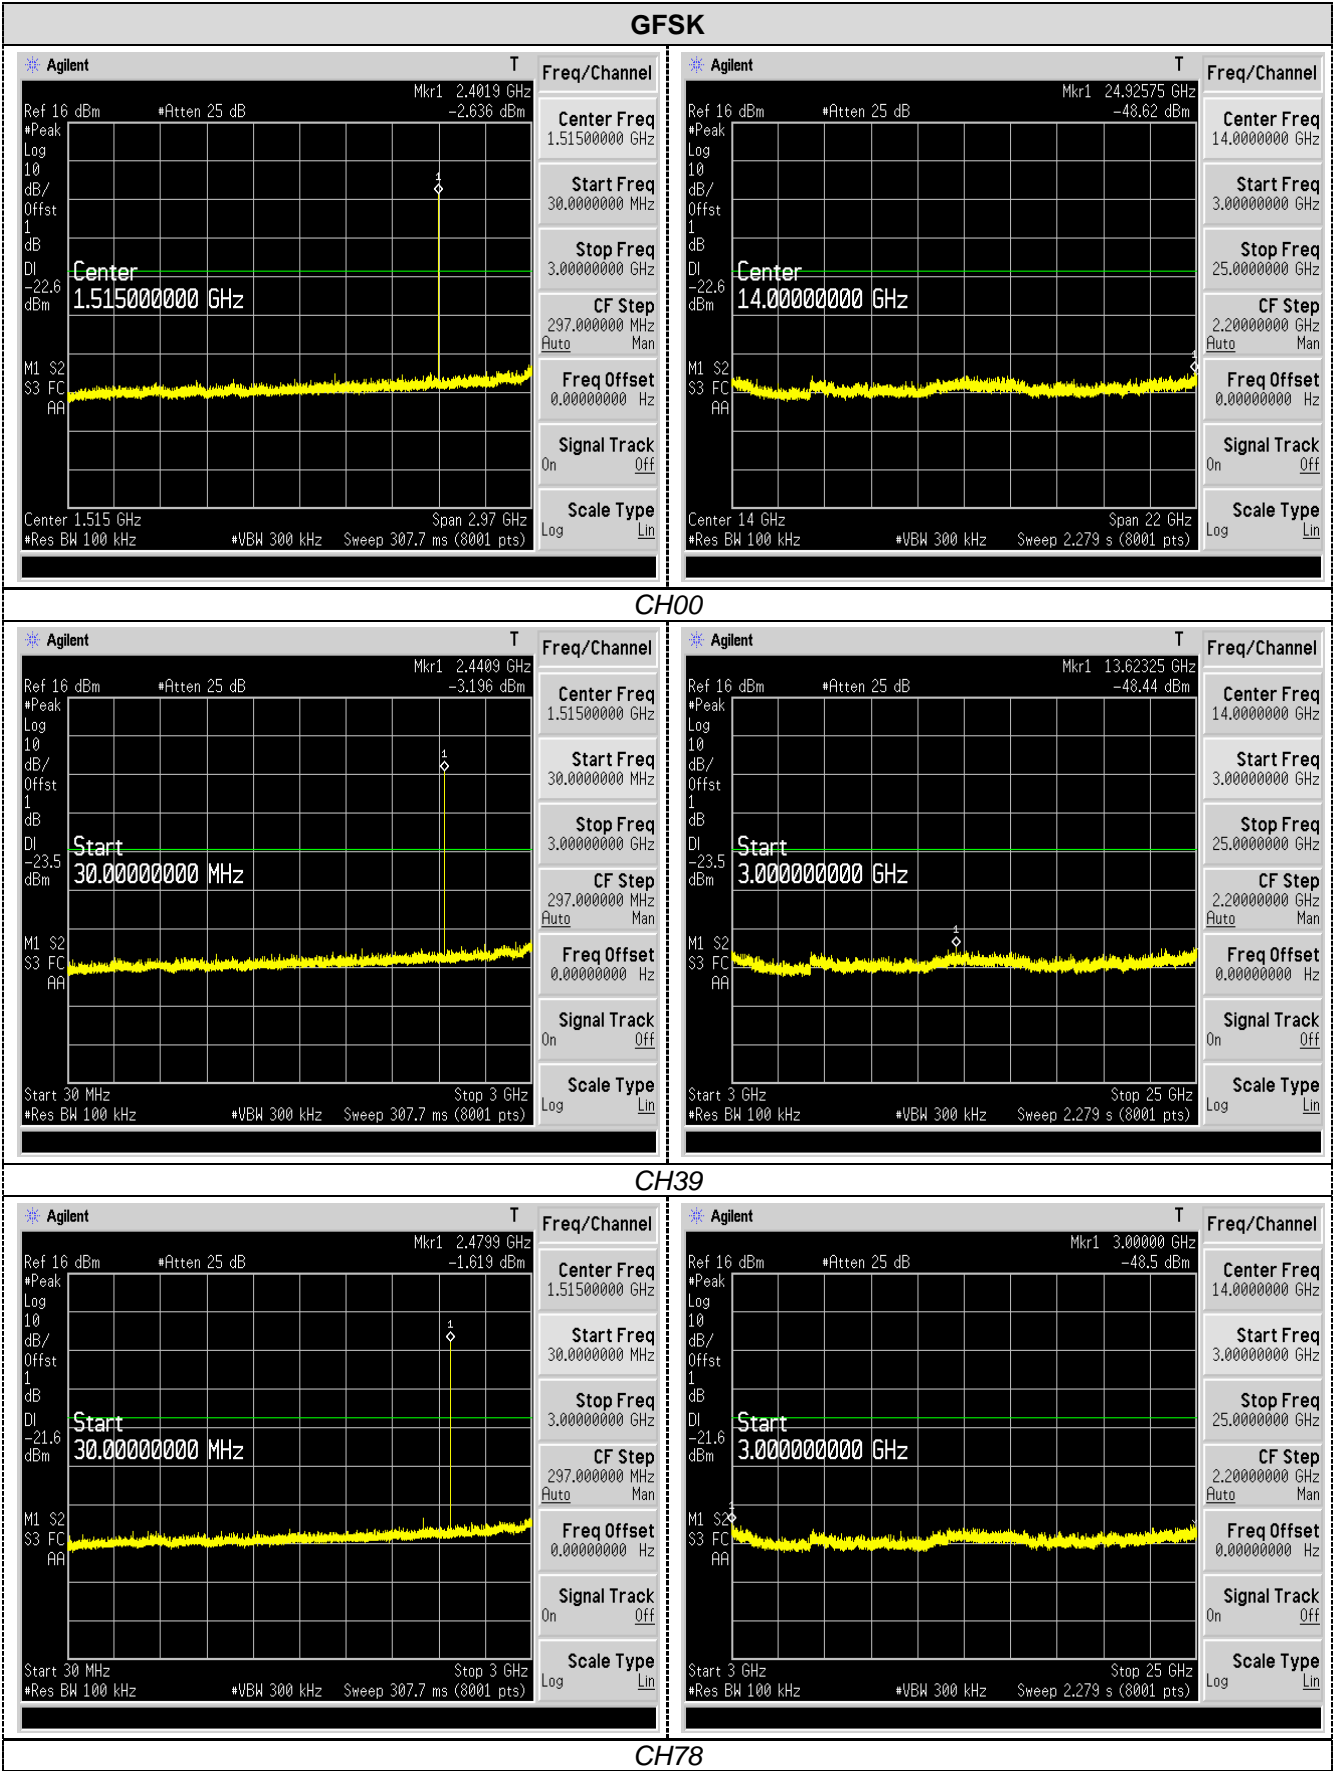 GFSK
Agilent T
Mkr1 2.4019 GHz
Ref 16 dBm #Atten 25 dB -2.636 dBm
#Peak
Log
10
dB/
Offst
1
dB
DI
-22.6
dBm
M1 S2
S3 FC
AA
1
Center
1.515000000 GHz
Center 1.515 GHz Span 2.97 GHz
#Res BW 100 kHz #VBW 300 kHz Sweep 307.7 ms (8001 pts)
Freq/Channel
Center Freq
1.51500000 GHz
Start Freq
30.0000000 MHz
Stop Freq
3.00000000 GHz
CF Step
297.000000 MHz
Auto Man
Freq Offset
0.00000000 Hz
Signal Track
On Off
Scale Type
Log Lin
Agilent T
Mkr1 24.92575 GHz
Ref 16 dBm #Atten 25 dB -48.62 dBm
#Peak
Log
10
dB/
Offst
1
dB
DI
-22.6
dBm
M1 S2
S3 FC
AA
1
Center
14.00000000 GHz
Center 14 GHz Span 22 GHz
#Res BW 100 kHz #VBW 300 kHz Sweep 2.279 s (8001 pts)
Freq/Channel
Center Freq
14.0000000 GHz
Start Freq
3.00000000 GHz
Stop Freq
25.0000000 GHz
CF Step
2.20000000 GHz
Auto Man
Freq Offset
0.00000000 Hz
Signal Track
On Off
Scale Type
Log Lin
CH00
Agilent T
Mkr1 2.4409 GHz
Ref 16 dBm #Atten 25 dB -3.196 dBm
#Peak
Log
10
dB/
Offst
1
dB
DI
-23.5
dBm
M1 S2
S3 FC
AA
1
Start
30.00000000 MHz
Start 30 MHz Stop 3 GHz
#Res BW 100 kHz #VBW 300 kHz Sweep 307.7 ms (8001 pts)
Freq/Channel
Center Freq
1.51500000 GHz
Start Freq
30.0000000 MHz
Stop Freq
3.00000000 GHz
CF Step
297.000000 MHz
Auto Man
Freq Offset
0.00000000 Hz
Signal Track
On Off
Scale Type
Log Lin
Agilent T
Mkr1 13.62325 GHz
Ref 16 dBm #Atten 25 dB -48.44 dBm
#Peak
Log
10
dB/
Offst
1
dB
DI
-23.5
dBm
M1 S2
S3 FC
AA
1
Start
3.000000000 GHz
Start 3 GHz Stop 25 GHz
#Res BW 100 kHz #VBW 300 kHz Sweep 2.279 s (8001 pts)
Freq/Channel
Center Freq
14.0000000 GHz
Start Freq
3.00000000 GHz
Stop Freq
25.0000000 GHz
CF Step
2.20000000 GHz
Auto Man
Freq Offset
0.00000000 Hz
Signal Track
On Off
Scale Type
Log Lin
CH39
Agilent T
Mkr1 2.4799 GHz
Ref 16 dBm #Atten 25 dB -1.619 dBm
#Peak
Log
10
dB/
Offst
1
dB
DI
-21.6
dBm
M1 S2
S3 FC
AA
1
Start
30.00000000 MHz
Start 30 MHz Stop 3 GHz
#Res BW 100 kHz #VBW 300 kHz Sweep 307.7 ms (8001 pts)
Freq/Channel
Center Freq
1.51500000 GHz
Start Freq
30.0000000 MHz
Stop Freq
3.00000000 GHz
CF Step
297.000000 MHz
Auto Man
Freq Offset
0.00000000 Hz
Signal Track
On Off
Scale Type
Log Lin
Agilent T
Mkr1 3.00000 GHz
Ref 16 dBm #Atten 25 dB -48.5 dBm
#Peak
Log
10
dB/
Offst
1
dB
DI
-21.6
dBm
M1 S2
S3 FC
AA
1
Start
3.000000000 GHz
Start 3 GHz Stop 25 GHz
#Res BW 100 kHz #VBW 300 kHz Sweep 2.279 s (8001 pts)
Freq/Channel
Center Freq
14.0000000 GHz
Start Freq
3.00000000 GHz
Stop Freq
25.0000000 GHz
CF Step
2.20000000 GHz
Auto Man
Freq Offset
0.00000000 Hz
Signal Track
On Off
Scale Type
Log Lin
CH78